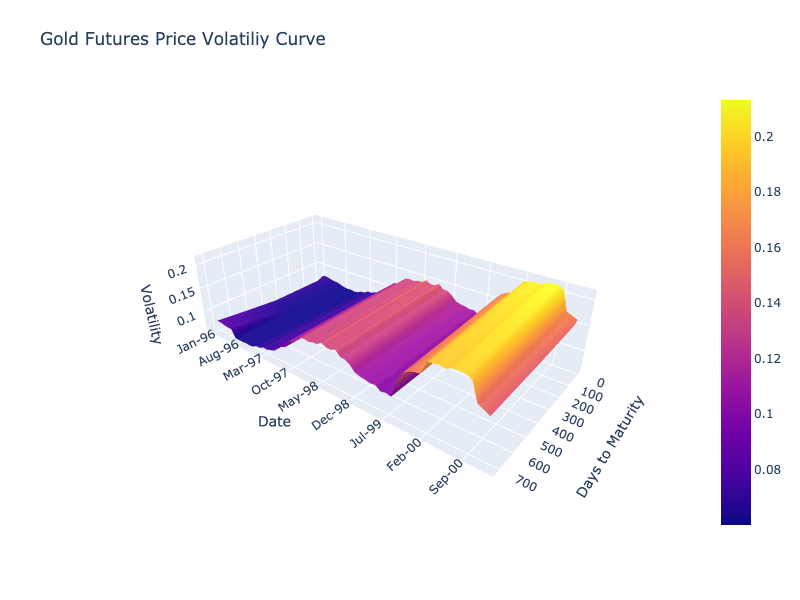 Gold Futures Price Volatiliy Curve
0.2
0.15
0.1
Volatility
Jan-96
Aug-96
Mar-97
Oct-97
May-98
Dec-98
Jul-99
Feb-00
Sep-00
Date
0
100
200
300
400
500
600
700
Days to Maturity
0.2
0.18
0.16
0.14
0.12
0.1
0.08